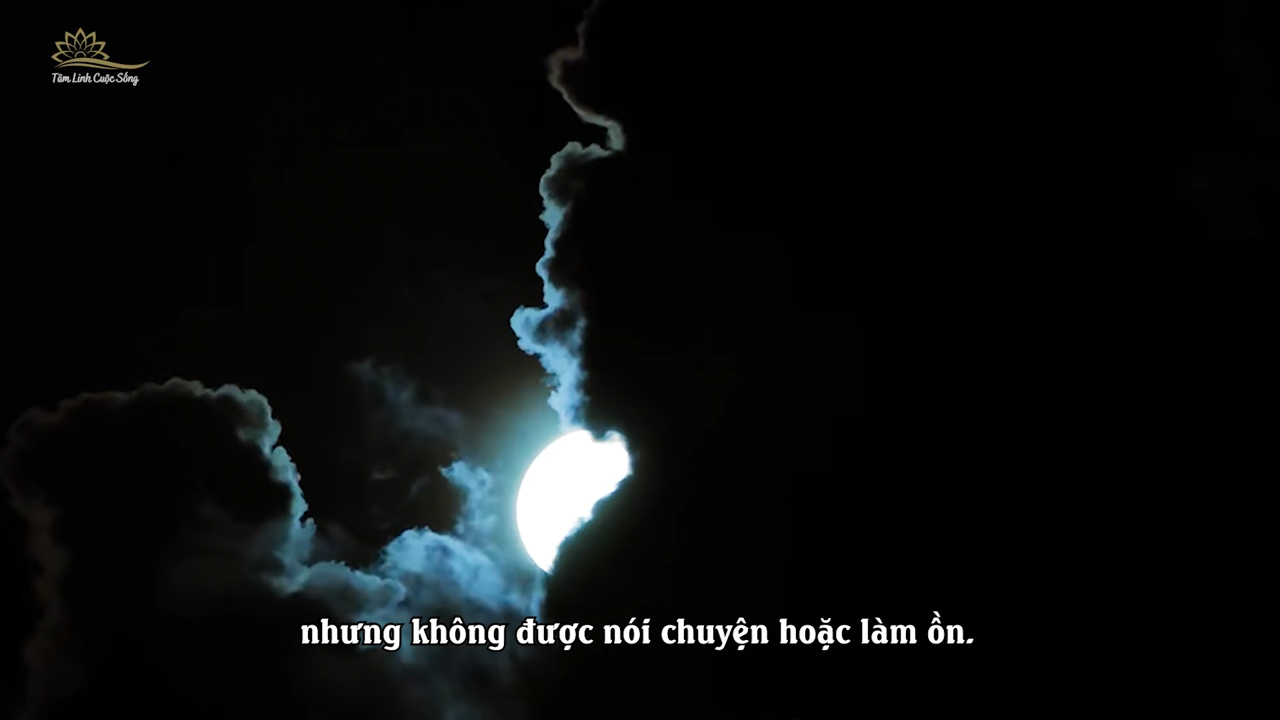 Tâm Linh Cuộc Sống
nhưng không được nói chuyện hoặc làm ồn.